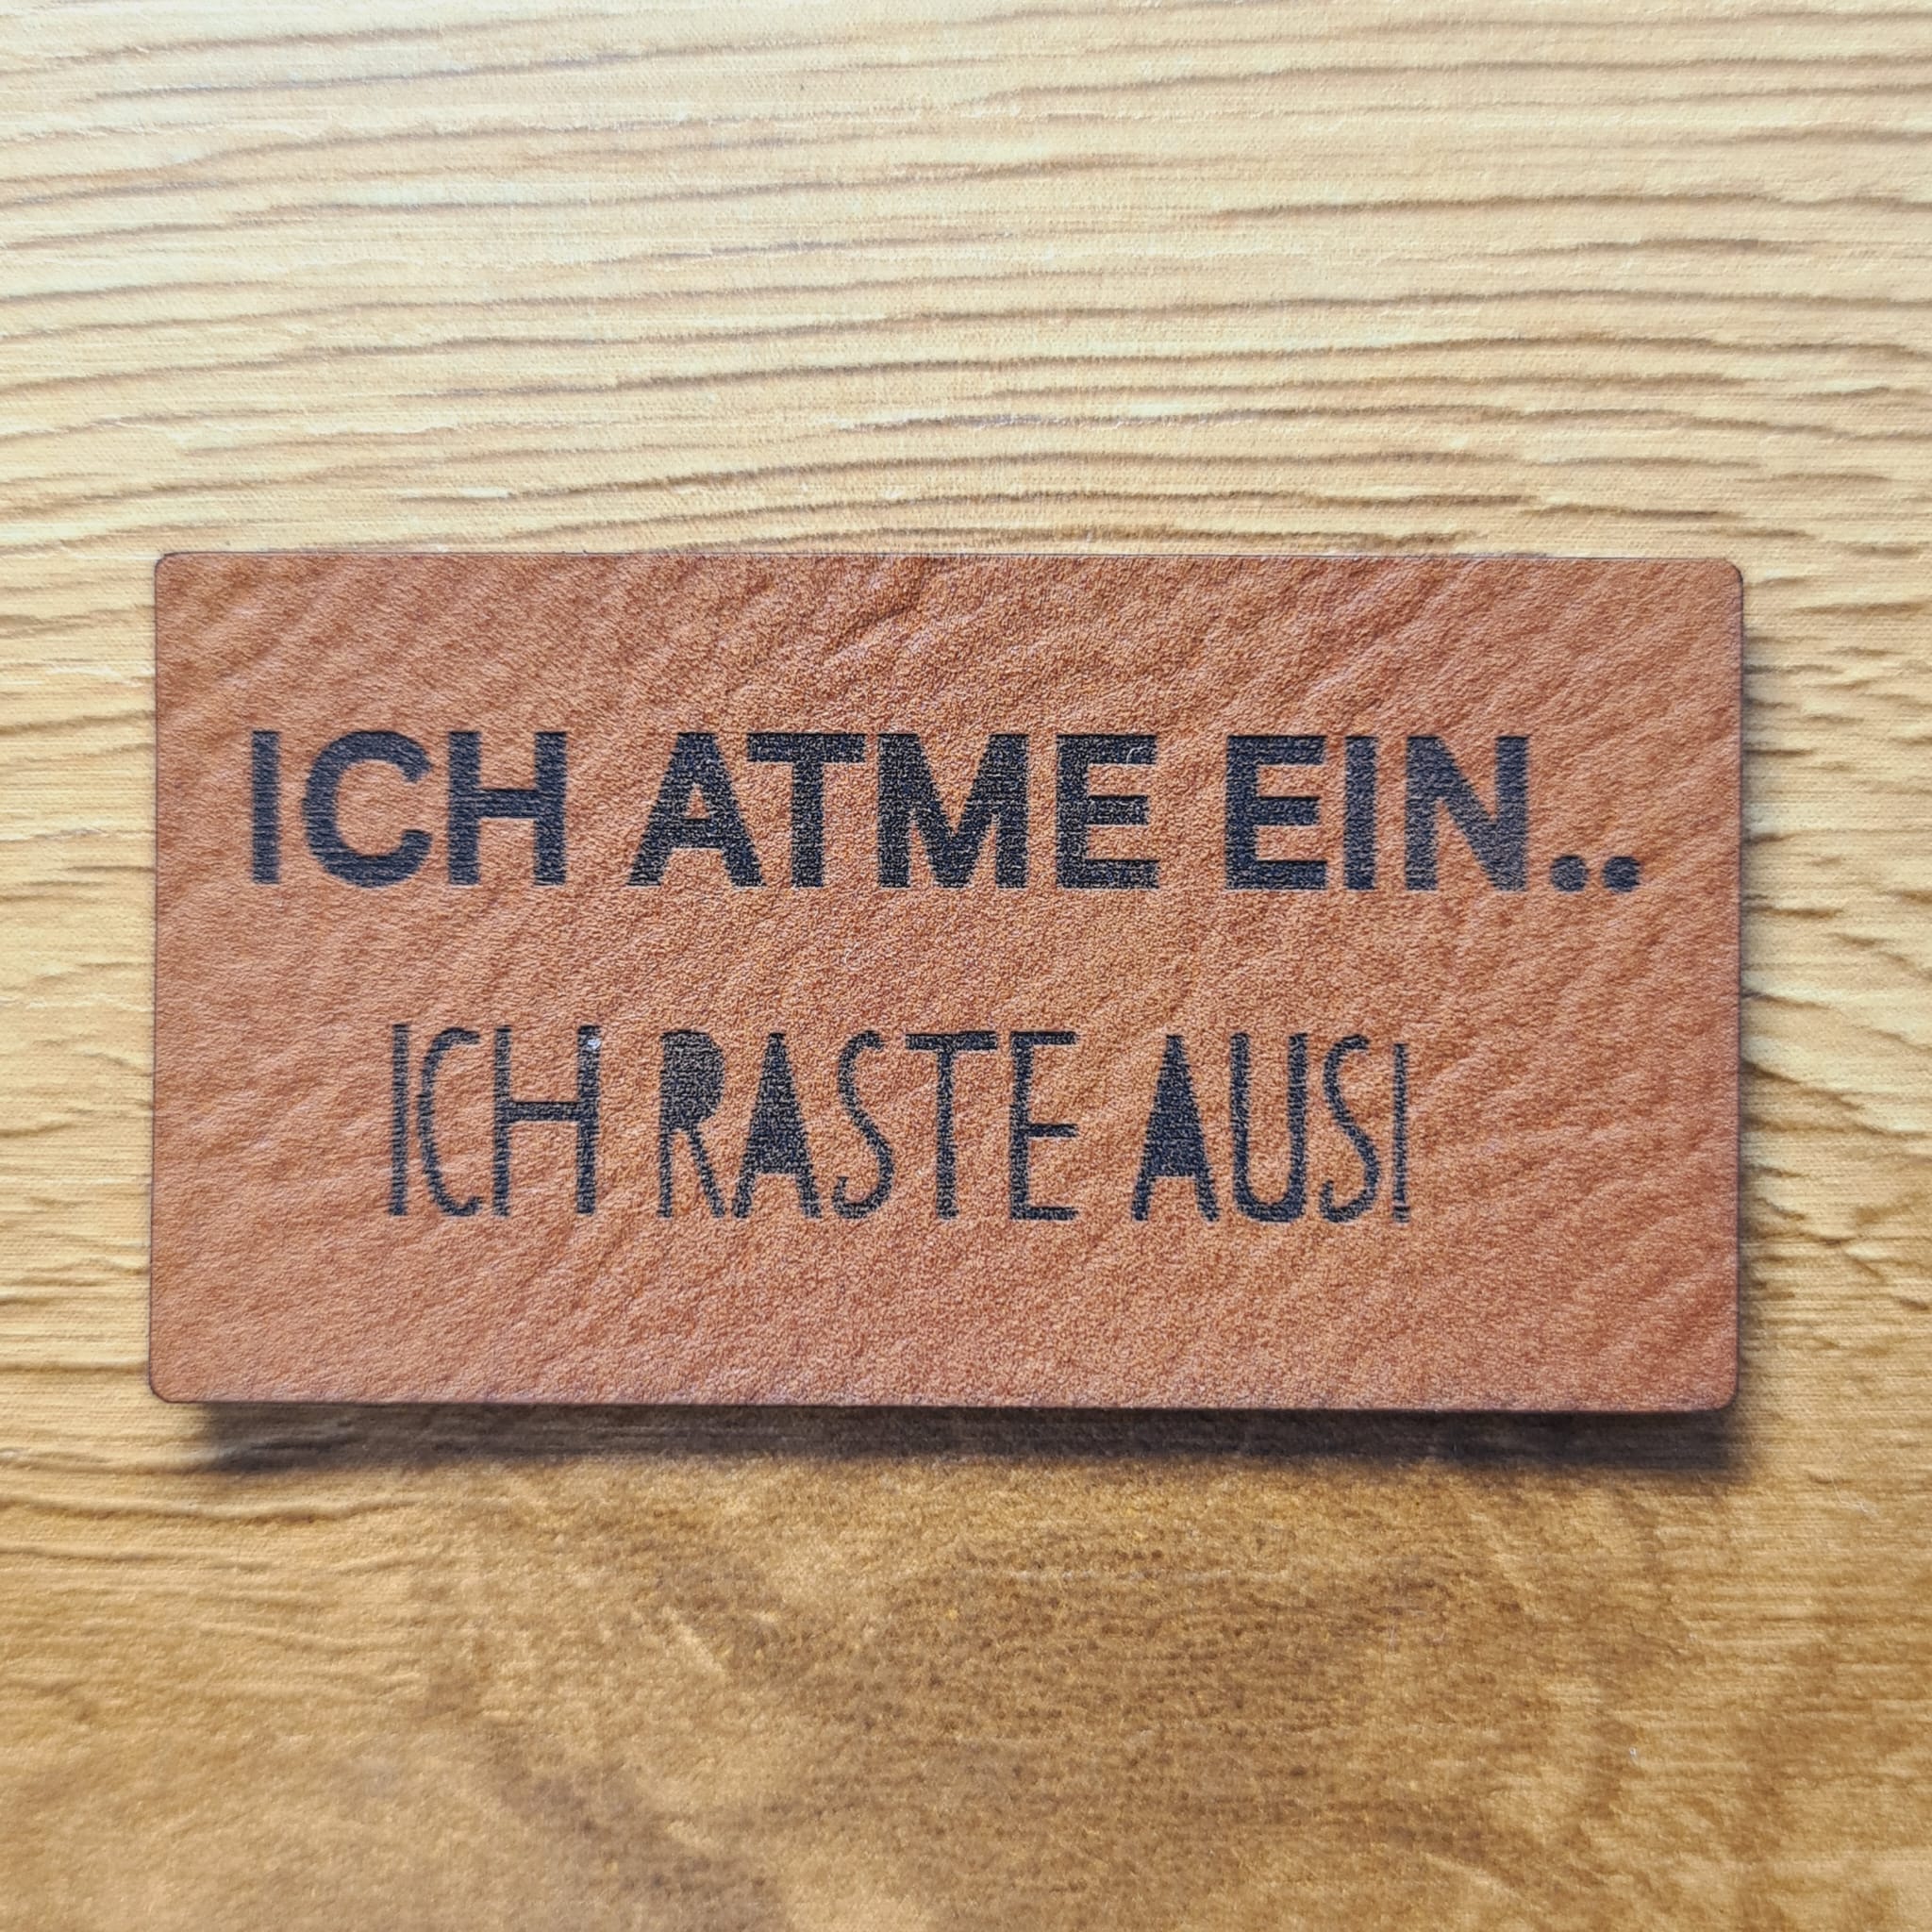 ICH ATME EIN..
ICH RASTE AUS!